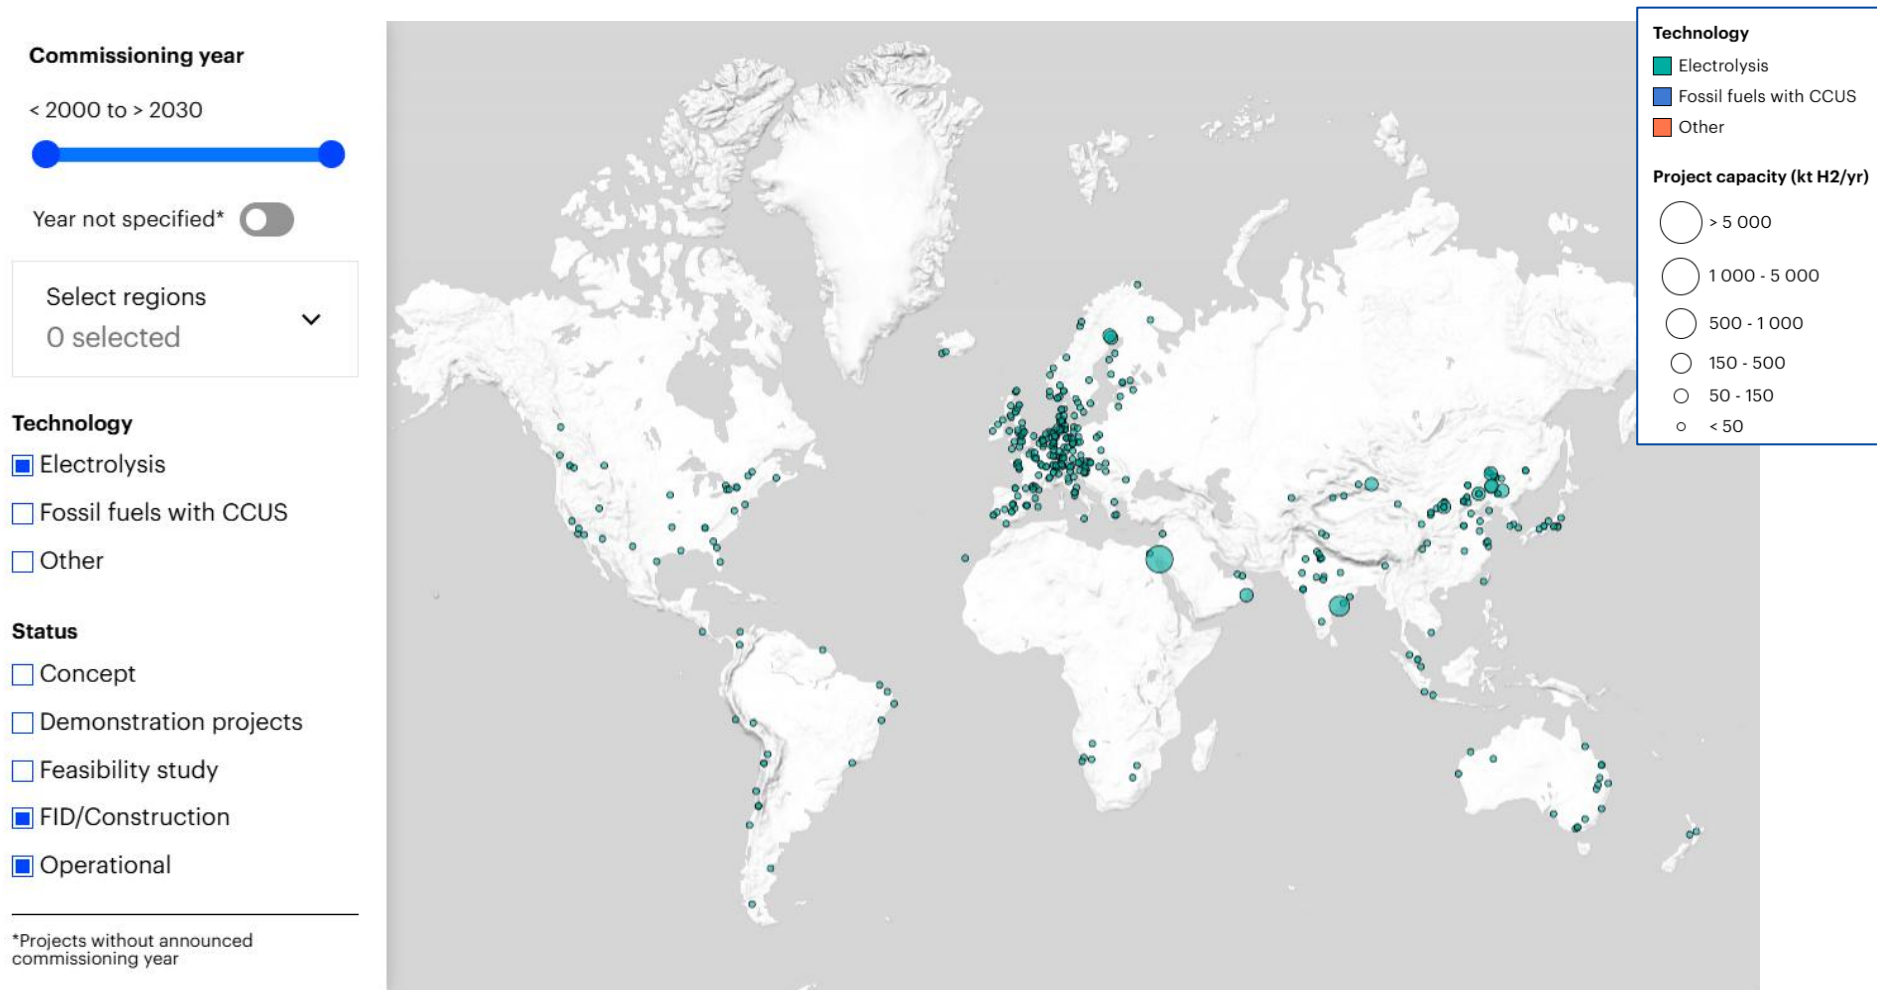 Commissioning year
< 2000 to > 2030
Year not specified*
Select regions
0 selected
Technology
Electrolysis
Fossil fuels with CCUS
Other
Status
Concept
Demonstration projects
Feasibility study
FID/Construction
Operational
*Projects without announced
commissioning year
Technology
Electrolysis
Fossil fuels with CCUS
Other
Project capacity (kt H2/yr)
> 5 000
1 000 - 5 000
500 - 1 000
150 - 500
50 - 150
< 50